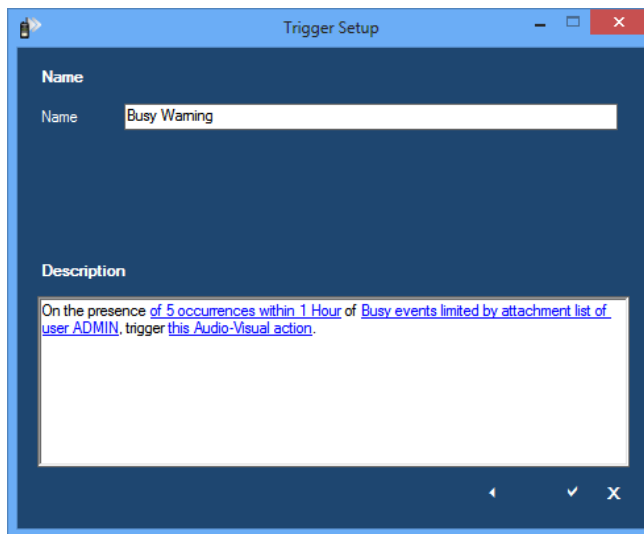 Trigger Setup
Name
Name Busy Warning
Description
On the presence of 5 occurrences within 1 Hour of Busy events limited by attachment list of
user ADMIN, trigger this Audio-Visual action.